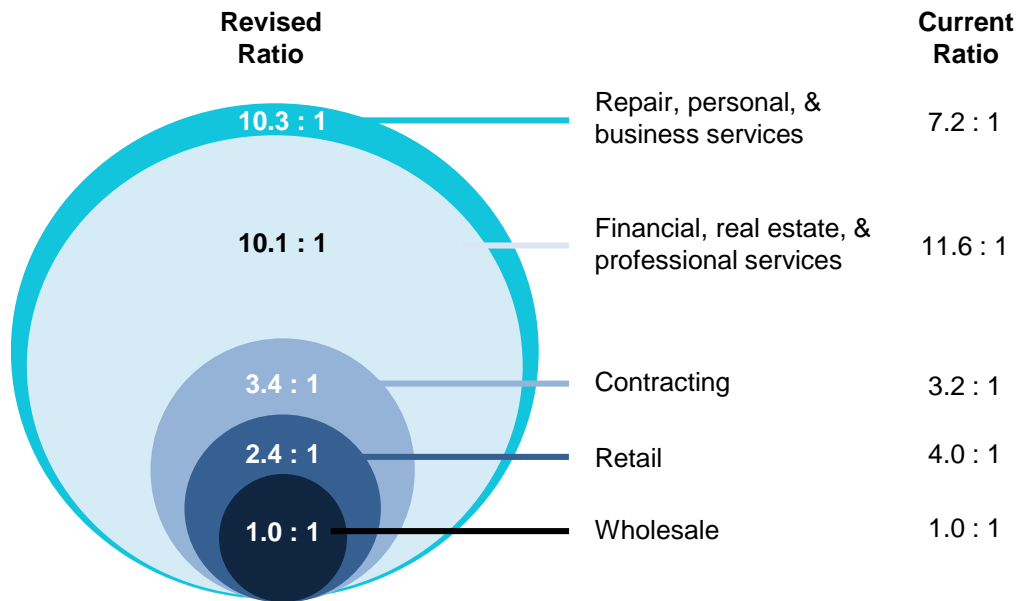 Revised
Ratio
Current
Ratio
10.3 : 1
Repair, personal, &
business services
7.2 : 1
10.1 : 1
Financial, real estate, &
professional services
11.6 : 1
3.4 : 1
Contracting
3.2 : 1
2.4 : 1
Retail
4.0 : 1
1.0 : 1
Wholesale
1.0 : 1